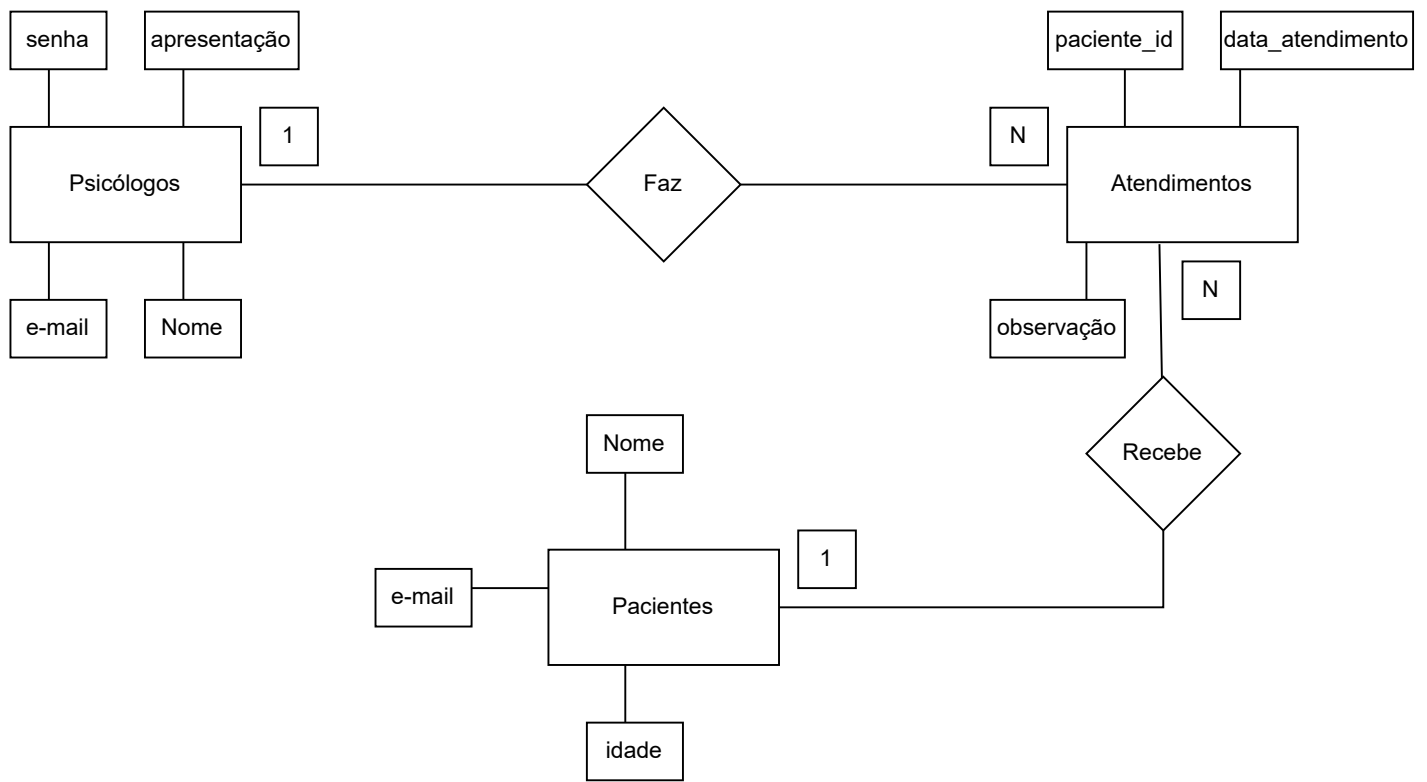 senha
apresentação
paciente_id
data_atendimento
1
N
Psicólogos
Faz
Atendimentos
N
e-mail
Nome
observação
Nome
Recebe
1
e-mail
Pacientes
idade